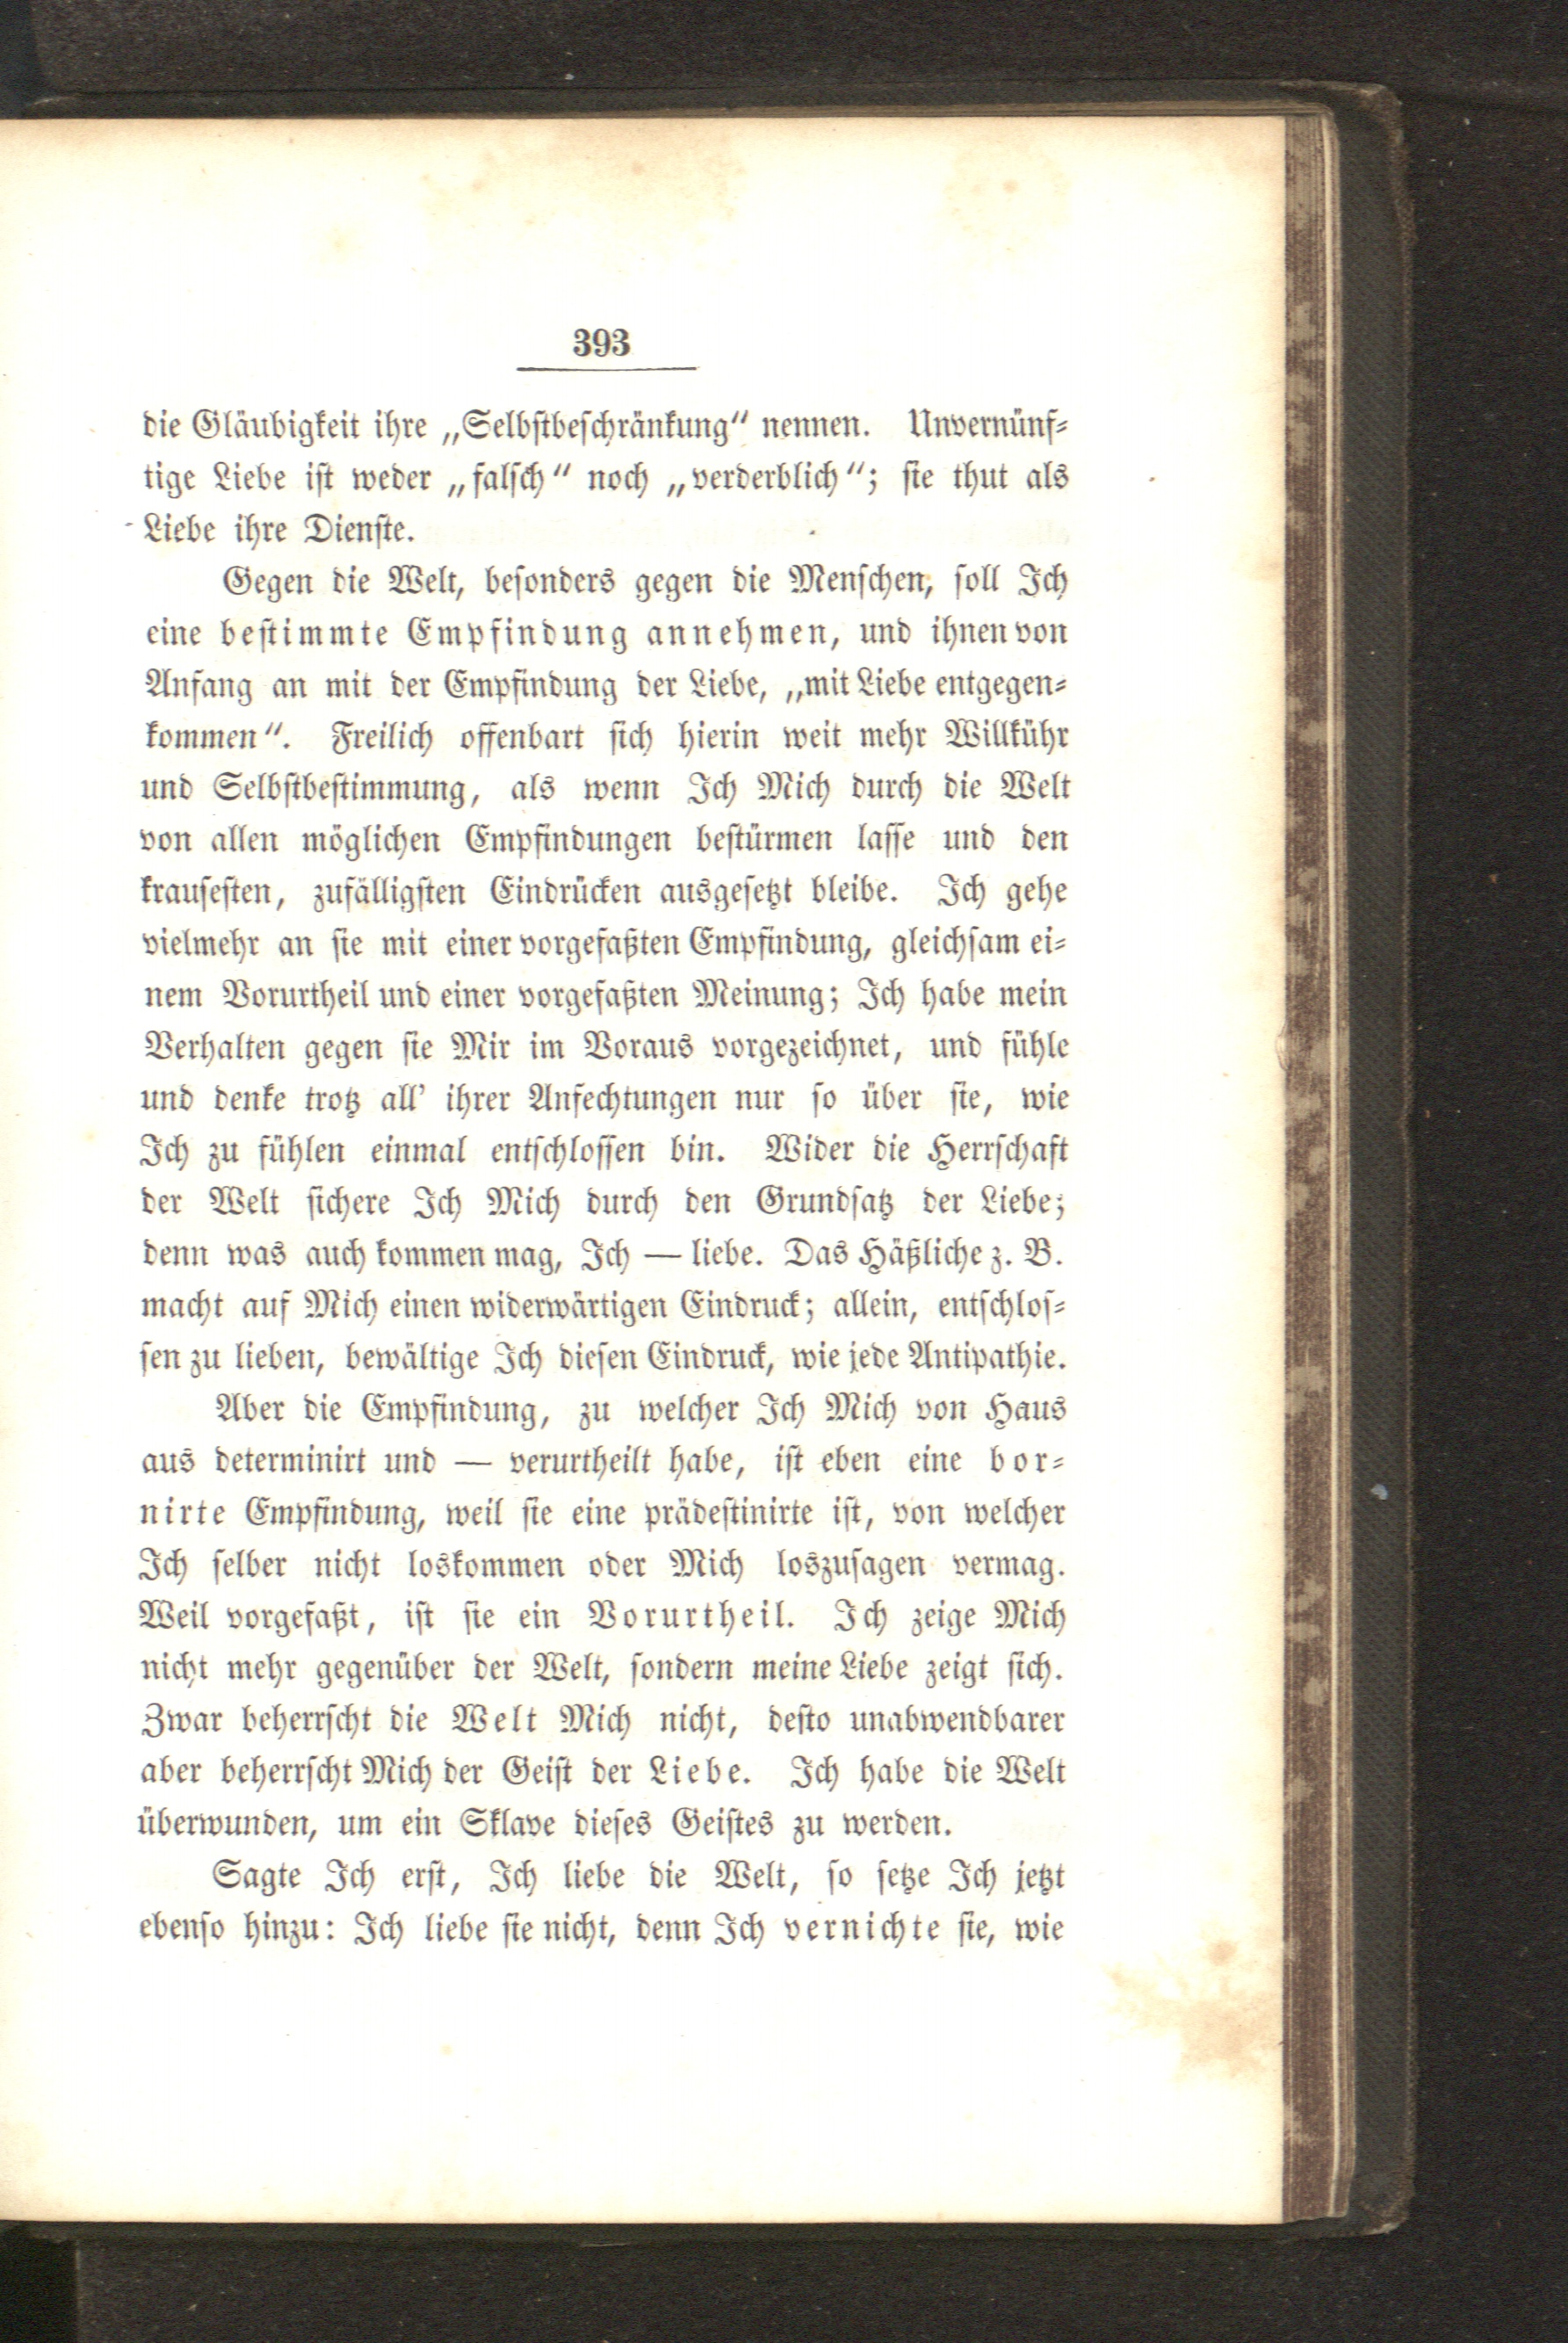 393
die Gläubigkeit ihre „Selbstbeschränkung“ nennen. Unvernünf-
tige Liebe ist weder „falsch“ noch „verderblich“; sie thut als
Liebe ihre Dienste.
Gegen die Welt, besonders gegen die Menschen, soll Ich
eine bestimmte Empfindung annehmen, und ihnen von
Anfang an mit der Empfindung der Liebe, „mit Liebe entgegen-
kommen“. Freilich offenbart sich hierin weit mehr Willkühr
und Selbstbestimmung, als wenn Ich Mich durch die Welt
von allen möglichen Empfindungen bestürmen lasse und den
krausesten, zufälligsten Eindrücken ausgesetzt bleibe. Ich gehe
vielmehr an sie mit einer vorgefaßten Empfindung, gleichsam ei-
nem Vorurtheil und einer vorgefaßten Meinung; Ich habe mein
Verhalten gegen sie Mir im Voraus vorgezeichnet, und fühle
und denke trotz all' ihrer Anfechtungen nur so über sie, wie
Ich zu fühlen einmal entschlossen bin. Wider die Herrschaft
der Welt sichere Ich Mich durch den Grundsatz der Liebe;
denn was auch kommen mag, Ich — liebe. Das Häßliche z. B.
macht auf Mich einen widerwärtigen Eindruck; allein, entschlos-
sen zu lieben, bewältige Ich diesen Eindruck, wie jede Antipathie.
Aber die Empfindung, zu welcher Ich Mich von Haus
aus determinirt und — verurtheilt habe, ist eben eine bor-
nirte Empfindung, weil sie eine prädestinirte ist, von welcher
Ich selber nicht loskommen oder Mich loszusagen vermag.
Weil vorgefaßt, ist sie ein Vorurtheil. Ich zeige Mich
nicht mehr gegenüber der Welt, sondern meine Liebe zeigt sich.
Zwar beherrscht die Welt Mich nicht, desto unabwendbarer
aber beherrscht Mich der Geist der Liebe. Ich habe die Welt
überwunden, um ein Sklave dieses Geistes zu werden.
Sagte Ich erst, Ich liebe die Welt, so setze Ich jetzt
ebenso hinzu: Ich liebe sie nicht, denn Ich vernichte sie, wie